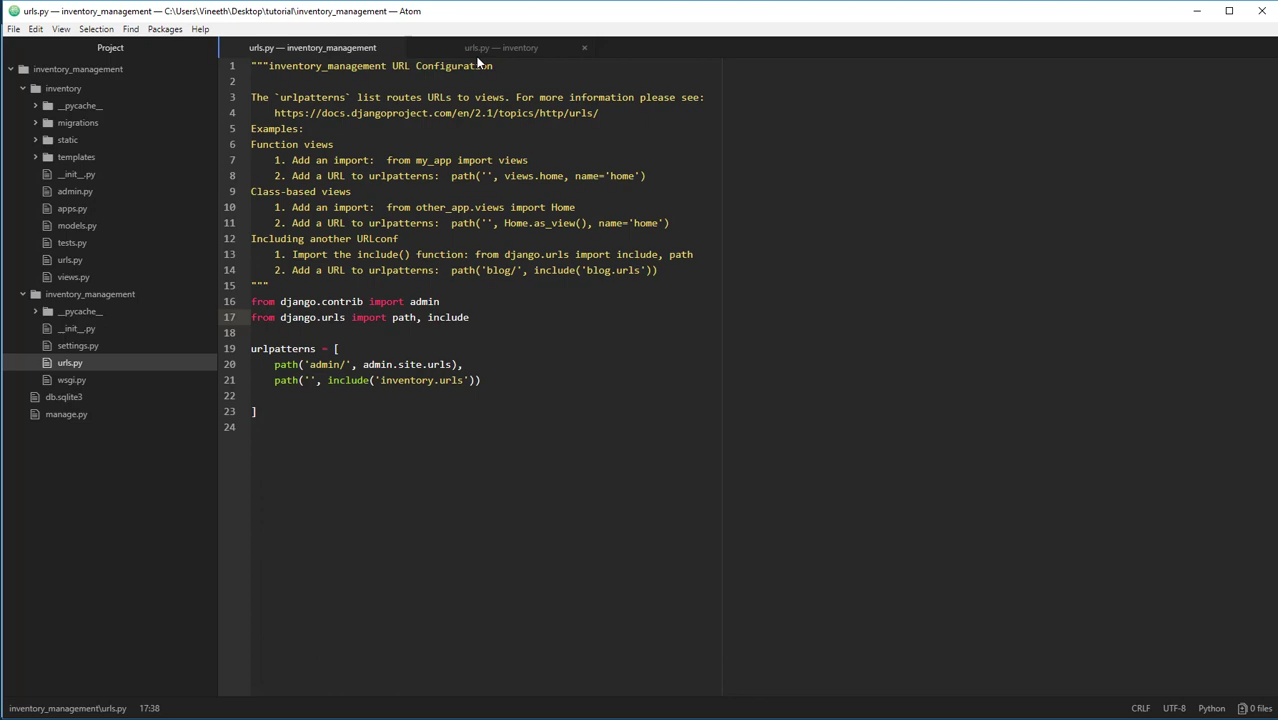 urls.py — inventory_management — C:\Users\Vineeth\Desktop\tutorial\inventory_management — Atom
File Edit View Selection Find Packages Help
Project
inventory_management
inventory
__pycache__
migrations
static
templates
__init__.py
admin.py
apps.py
models.py
tests.py
urls.py
views.py
inventory_management
__pycache__
__init__.py
settings.py
urls.py
wsgi.py
db.sqlite3
manage.py
urls.py — inventory_management urls.py — inventory
1 """inventory_management URL Configuration
2
3 The `urlpatterns` list routes URLs to views. For more information please see:
4 https://docs.djangoproject.com/en/2.1/topics/http/urls/
5 Examples:
6 Function views
7 1. Add an import:  from my_app import views
8 2. Add a URL to urlpatterns:  path('', views.home, name='home')
9 Class-based views
10 1. Add an import:  from other_app.views import Home
11 2. Add a URL to urlpatterns:  path('', Home.as_view(), name='home')
12 Including another URLconf
13 1. Import the include() function: from django.urls import include, path
14 2. Add a URL to urlpatterns:  path('blog/', include('blog.urls'))
15 """
16 from django.contrib import admin
17 from django.urls import path, include
18
19 urlpatterns = [
20 path('admin/', admin.site.urls),
21 path('', include('inventory.urls'))
22
23 ]
24
inventory_management\urls.py 17:38 CRLF UTF-8 Python 0 files